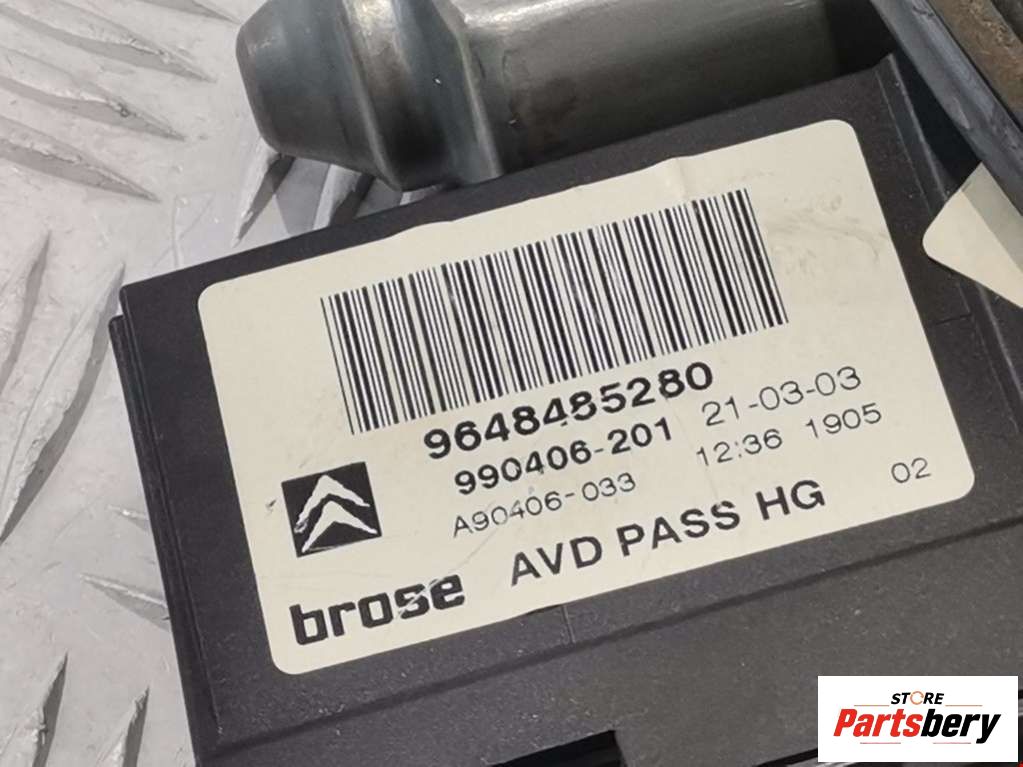 9648485280
990406-201 21-03-03
A90406-033 12:36 1905
brose AVD PASS HG 02
STORE
Partsbery